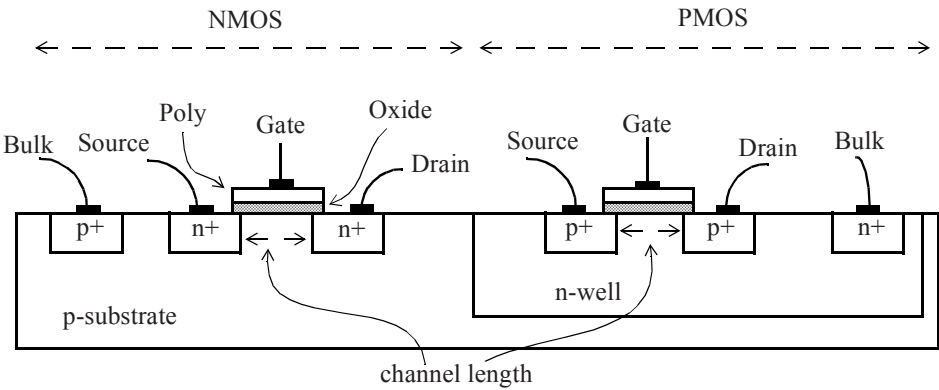 NMOS
PMOS
Poly
Oxide
Gate
Gate
Bulk
Source
Drain
Source
Drain
Bulk
p+
n+
n+
p+
p+
n+
n-well
p-substrate
channel length